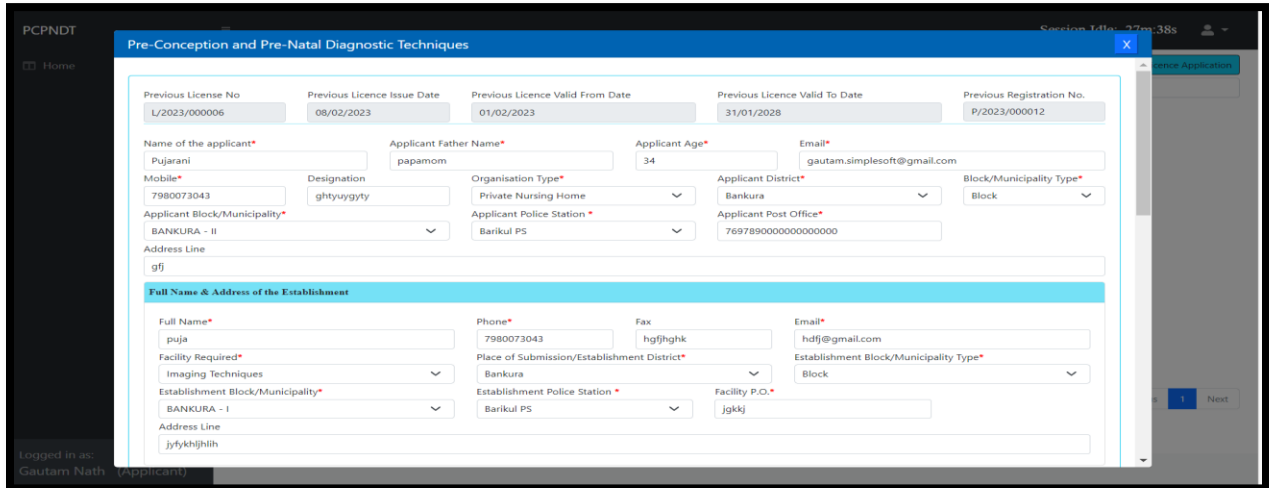 PCPNDT
Session Idle: 27m:38s
Pre-Conception and Pre-Natal Diagnostic Techniques
X
Home
cence Application
Previous License No Previous Licence Issue Date Previous Licence Valid From Date Previous Licence Valid To Date Previous Registration No.
L/2023/000006 08/02/2023 01/02/2023 31/01/2028 P/2023/000012
Name of the applicant* Applicant Father Name* Applicant Age* Email*
Pujarani papamom 34 gautam.simplesoft@gmail.com
Mobile* Designation Organisation Type* Applicant District* Block/Municipality Type*
7980073043 ghtyuygyty Private Nursing Home Bankura Block
Applicant Block/Municipality* Applicant Police Station * Applicant Post Office*
BANKURA - II Barikul PS 7697890000000000000
Address Line
gfj
Full Name & Address of the Establishment
Full Name* Phone* Fax Email*
puja 7980073043 hgfjhghk hdfj@gmail.com
Facility Required* Place of Submission/Establishment District* Establishment Block/Municipality Type*
Imaging Techniques Bankura Block
Establishment Block/Municipality* Establishment Police Station * Facility P.O.*
BANKURA - I Barikul PS jgkkj
s 1 Next
Address Line
jyfykhljhlih
Logged in as:
Gautam Nath (Applicant)